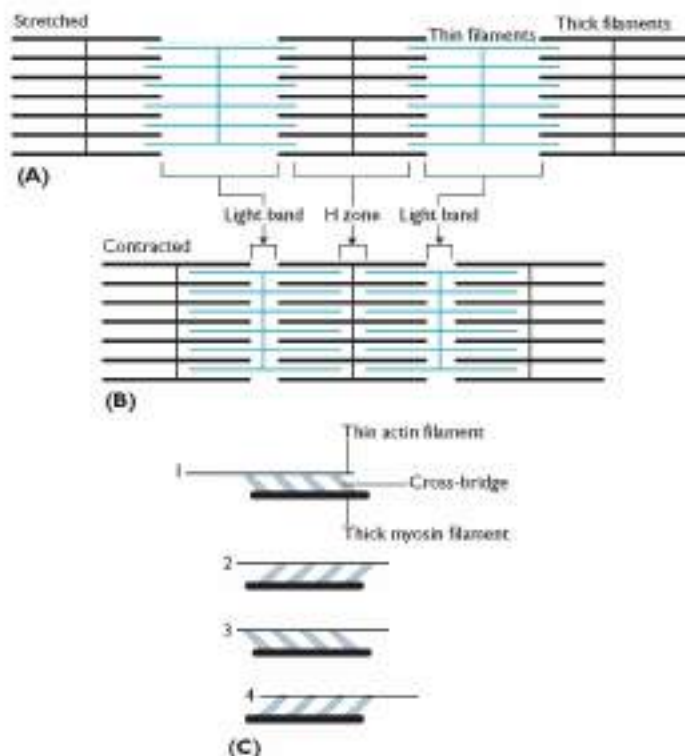 Stretched
Thin filaments
Thick filaments
(A)
Light band
H zone
Light band
Contracted
(B)
Thin actin filament
1
Cross-bridge
Thick myosin filament
2
3
4
(C)